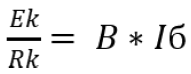 Ek/Rk = B * Iб